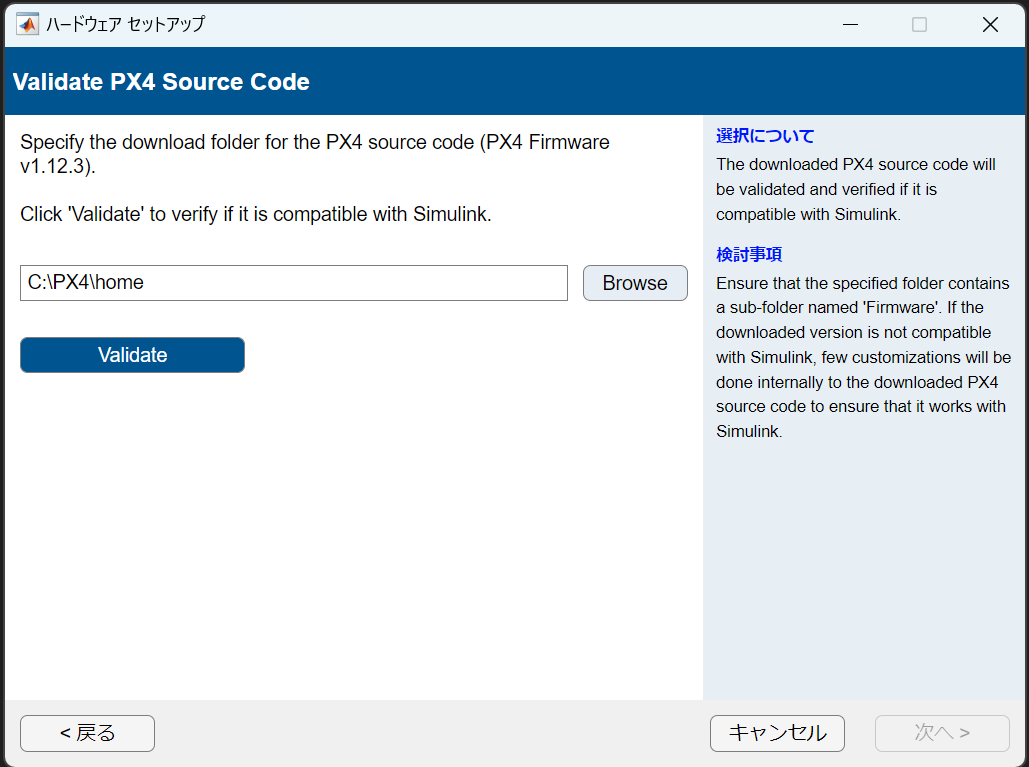 ハードウェア セットアップ
Validate PX4 Source Code
Specify the download folder for the PX4 source code (PX4 Firmware
v1.12.3).
Click 'Validate' to verify if it is compatible with Simulink.
C:\PX4\home
Browse
Validate
選択について
The downloaded PX4 source code will
be validated and verified if it is
compatible with Simulink.
検討事項
Ensure that the specified folder contains
a sub-folder named 'Firmware'. If the
downloaded version is not compatible
with Simulink, few customizations will be
done internally to the downloaded PX4
source code to ensure that it works with
Simulink.
< 戻る
キャンセル
次へ >